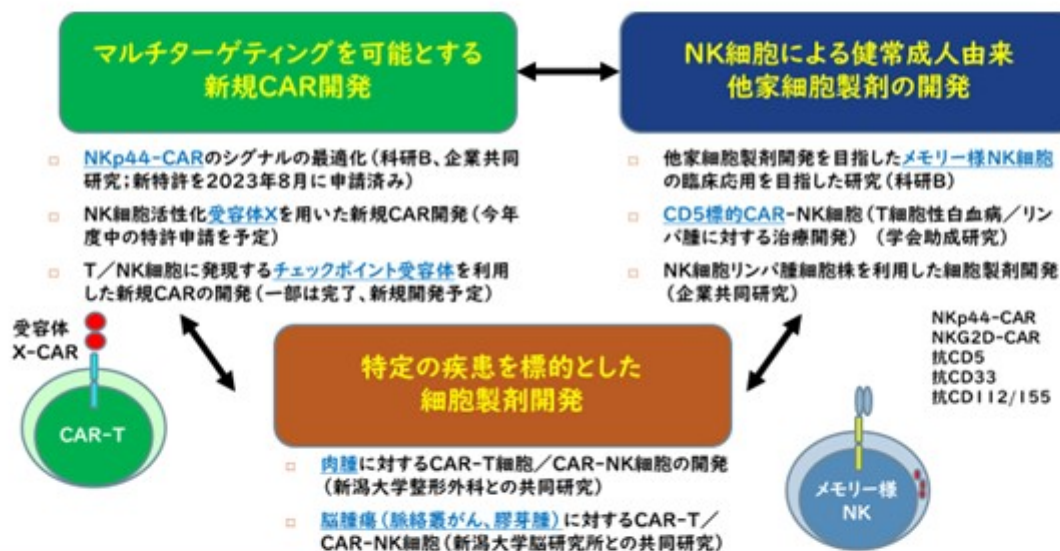 マルチターゲティングを可能とする
新規CAR開発
NK細胞による健常成人由来
他家細胞製剤の開発
NKp44-CARのシグナルの最適化(科研B、企業共同
研究;新特許を2023年8月に申請済み)
NK細胞活性化受容体Xを用いた新規CAR開発(今年
度中の特許申請を予定)
T/NK細胞に発現するチェックポイント受容体を利用
した新規CARの開発(一部は完了、新規開発予定)
他家細胞製剤開発を目指したメモリー様NK細胞
の臨床応用を目指した研究(科研B)
CD5標的CAR-NK細胞(T細胞性白血病/リン
パ腫に対する治療開発) (学会助成研究)
NK細胞リンパ腫細胞株を利用した細胞製剤開発
(企業共同研究)
受容体
X-CAR
CAR-T
特定の疾患を標的とした
細胞製剤開発
肉腫に対するCAR-T細胞/CAR-NK細胞の開発
(新潟大学整形外科との共同研究)
脳腫瘍(脈絡叢がん、膠芽腫)に対するCAR-T/
CAR-NK細胞(新潟大学脳研究所との共同研究)
NKp44-CAR
NKG2D-CAR
抗CD5
抗CD33
抗CD112/155
メモリー様
NK